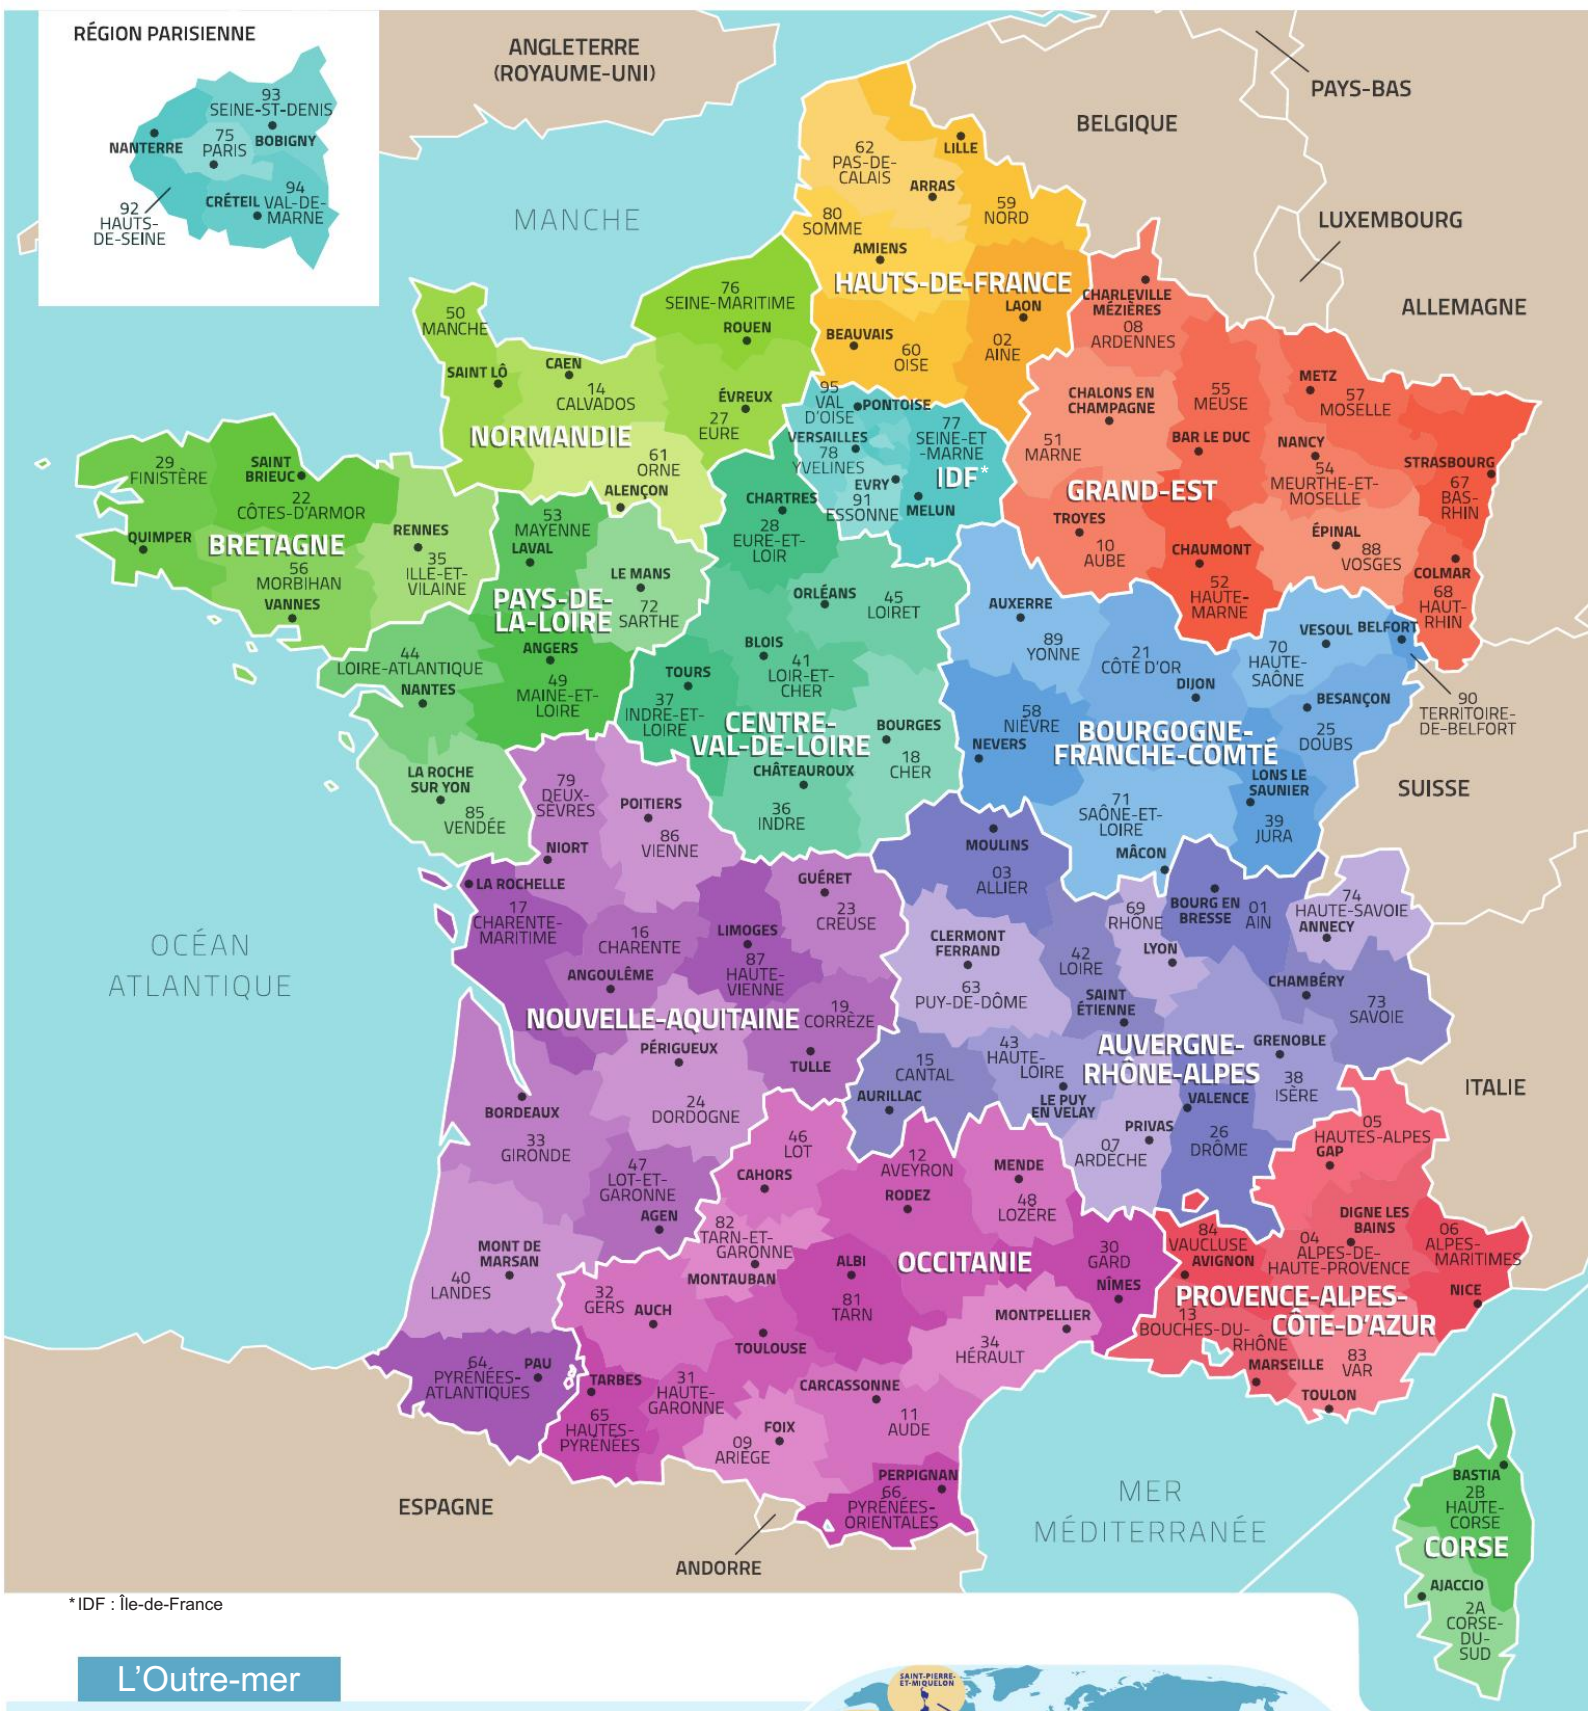 RÉGION PARISIENNE
93
SEINE-ST-DENIS
75
PARIS
BOBIGNY
NANTERRE
CRÉTEIL
94
VAL-DE-
MARNE
92
HAUTS-
DE-SEINE
ANGLETERRE
(ROYAUME-UNI)
PAYS-BAS
BELGIQUE
LUXEMBOURG
ALLEMAGNE
MANCHE
62
PAS-DE-
CALAIS
LILLE
ARRAS
59
NORD
80
SOMME
AMIENS
HAUTS-DE-FRANCE
LAON
02
AINE
BEAUVAIS
60
OISE
76
SEINE-MARITIME
ROUEN
50
MANCHE
SAINT LÔ
CAEN
14
CALVADOS
ÉVREUX
27
EURE
NORMANDIE
61
ORNE
ALENÇON
CHARLEVILLE
MÉZIÈRES
08
ARDENNES
CHALONS EN
CHAMPAGNE
51
MARNE
55
MEUSE
BAR LE DUC
METZ
57
MOSELLE
NANCY
54
MEURTHE-ET-
MOSELLE
STRASBOURG
67
BAS-
RHIN
GRAND-EST
TROYES
10
AUBE
CHAUMONT
52
HAUTE-
MARNE
ÉPINAL
88
VOSGES
COLMAR
68
HAUT-
RHIN
95
VAL
D'OISE
PONTOISE
VERSAILLES
78
YVELINES
77
SEINE-ET
-MARNE
IDF*
EVRY
91
ESSONNE
MELUN
29
FINISTÈRE
SAINT
BRIEUC
22
CÔTES-D'ARMOR
QUIMPER
BRETAGNE
RENNES
35
ILLE-ET-
VILAINE
56
MORBIHAN
VANNES
53
MAYENNE
LAVAL
LE MANS
72
SARTHE
PAYS-DE-
LA-LOIRE
ANGERS
49
MAINE-ET-
LOIRE
44
LOIRE-ATLANTIQUE
NANTES
LA ROCHE
SUR YON
85
VENDÉE
CHARTRES
28
EURE-ET-
LOIR
ORLÉANS
45
LOIRET
BLOIS
41
LOIR-ET-
CHER
TOURS
37
INDRE-ET-
LOIRE
CENTRE-
VAL-DE-LOIRE
BOURGES
18
CHER
CHÂTEAUROUX
36
INDRE
AUXERRE
89
YONNE
21
CÔTE D'OR
DIJON
VESOUL
70
HAUTE-
SAÔNE
BELFORT
90
TERRITOIRE-
DE-BELFORT
BESANÇON
25
DOUBS
58
NIÈVRE
NEVERS
BOURGOGNE-
FRANCHE-COMTÉ
71
SAÔNE-ET-
LOIRE
MÂCON
LONS LE
SAUNIER
39
JURA
SUISSE
79
DEUX-
SÈVRES
POITIERS
86
VIENNE
NIORT
LA ROCHELLE
17
CHARENTE-
MARITIME
16
CHARENTE
ANGOULÊME
LIMOGES
87
HAUTE-
VIENNE
GUÉRET
23
CREUSE
NOUVELLE-AQUITAINE
19
CORRÈZE
TULLE
PÉRIGUEUX
24
DORDOGNE
BORDEAUX
33
GIRONDE
47
LOT-ET-
GARONNE
AGEN
MONT DE
MARSAN
40
LANDES
64
PYRÉNÉES-
ATLANTIQUES
PAU
OCÉAN
ATLANTIQUE
MOULINS
03
ALLIER
CLERMONT
FERRAND
63
PUY-DE-DÔME
42
LOIRE
SAINT
ÉTIENNE
69
RHÔNE
LYON
BOURG EN
BRESSE
01
AIN
74
HAUTE-SAVOIE
ANNECY
CHAMBÉRY
73
SAVOIE
AUVERGNE-
RHÔNE-ALPES
GRENOBLE
38
ISÈRE
15
CANTAL
AURILLAC
43
HAUTE-
LOIRE
LE PUY
EN VELAY
PRIVAS
07
ARDÈCHE
VALENCE
26
DRÔME
ITALIE
46
LOT
CAHORS
12
AVEYRON
RODEZ
MENDE
48
LOZÈRE
82
TARN-ET-
GARONNE
MONTAUBAN
ALBI
81
TARN
OCCITANIE
30
GARD
NÎMES
32
GERS
AUCH
TOULOUSE
31
HAUTE-
GARONNE
MONTPELLIER
34
HÉRAULT
TARBES
65
HAUTES-
PYRÉNÉES
CARCASSONNE
11
AUDE
FOIX
09
ARIÈGE
PERPIGNAN
66
PYRÉNÉES-
ORIENTALES
05
HAUTES-ALPES
GAP
DIGNE LES
BAINS
04
ALPES-DE-
HAUTE-PROVENCE
06
ALPES-
MARITIMES
NICE
84
VAUCLUSE
AVIGNON
PROVENCE-ALPES-
CÔTE-D'AZUR
13
BOUCHES-DU-
RHÔNE
MARSEILLE
83
VAR
TOULON
ESPAGNE
ANDORRE
MER
MÉDITERRANÉE
BASTIA
2B
HAUTE-
CORSE
CORSE
AJACCIO
2A
CORSE-
DU-
SUD
*IDF : Île-de-France
L'Outre-mer
SAINT-PIERRE-
ET-MIQUELON